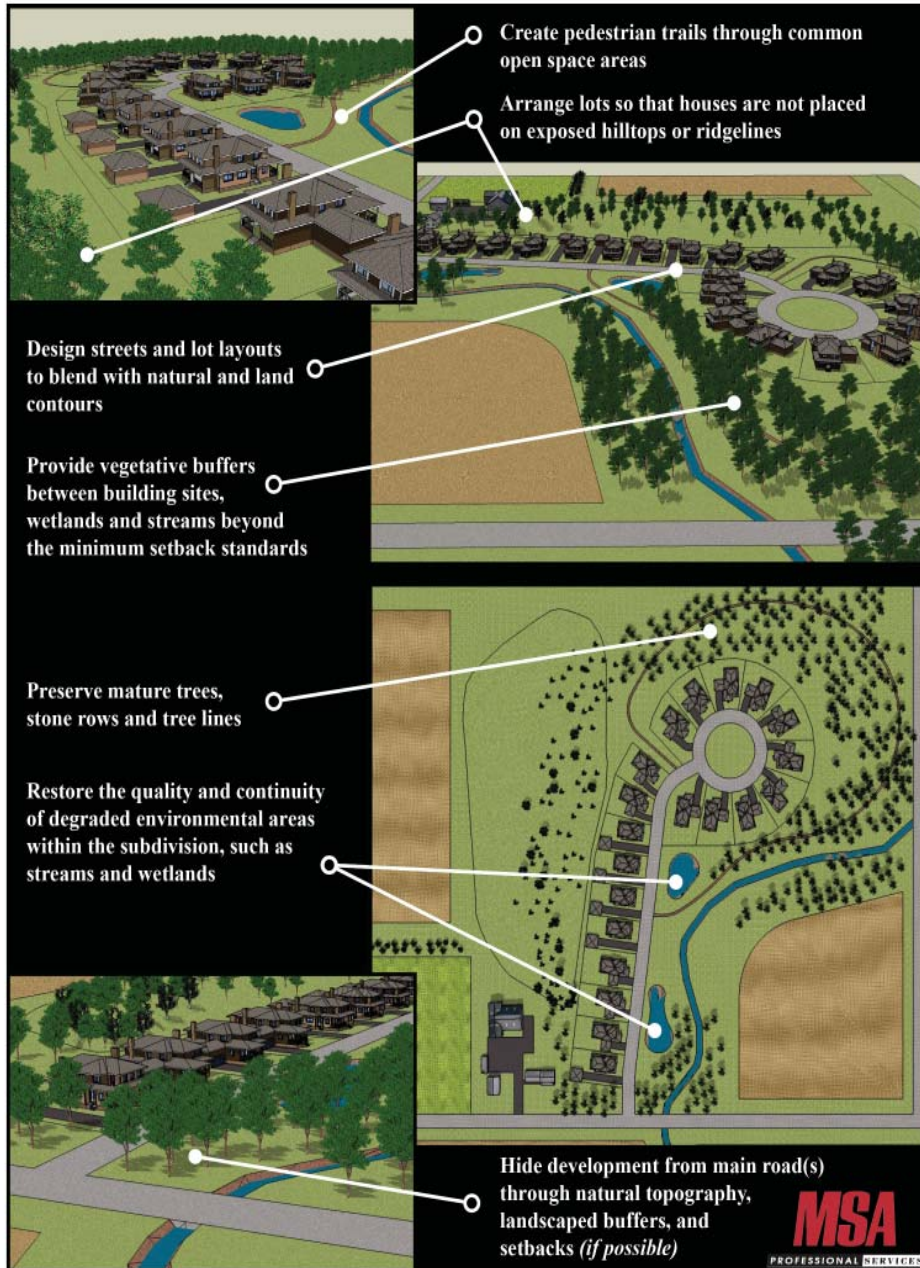 Create pedestrian trails through common
open space areas
Arrange lots so that houses are not placed
on exposed hilltops or ridgelines
Design streets and lot layouts
to blend with natural and land
contours
Provide vegetative buffers
between building sites,
wetlands and streams beyond
the minimum setback standards
Preserve mature trees,
stone rows and tree lines
Restore the quality and continuity
of degraded environmental areas
within the subdivision, such as
streams and wetlands
Hide development from main road(s)
through natural topography,
landscaped buffers, and
setbacks (if possible)
MSA
PROFESSIONAL SERVICES